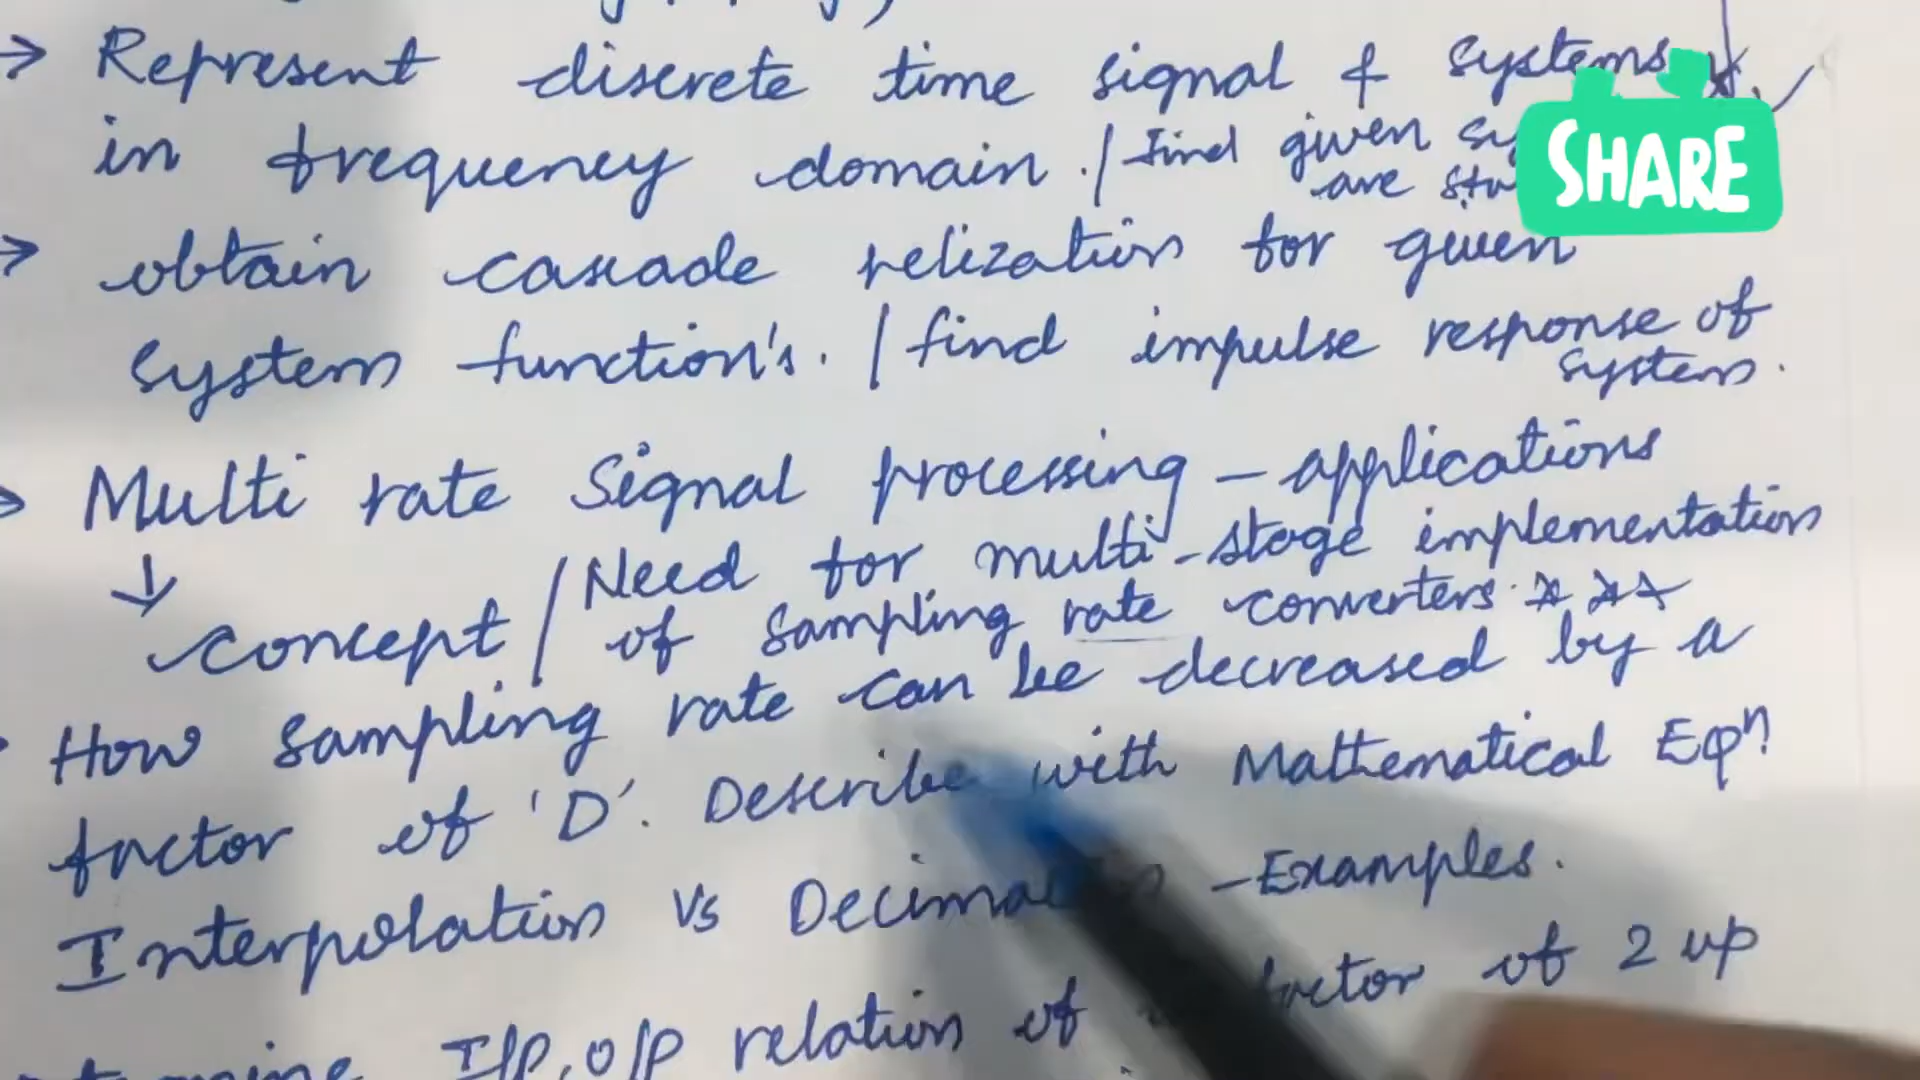 → Represent discrete time signal & systems
in frequency domain. / Find given
are
→ obtain cascade relization for given
system function's. / find impulse response of
system.
→ Multi rate Signal processing - applications
↓ concept / Need for multi-stage implementation
of sampling rate converters ***
How sampling rate can be decreased by a
factor of 'D'. Describe with Mathematical Eqn
Interpolation Vs - Examples.
I/P, O/P relation of factor of 2 up
SHARE